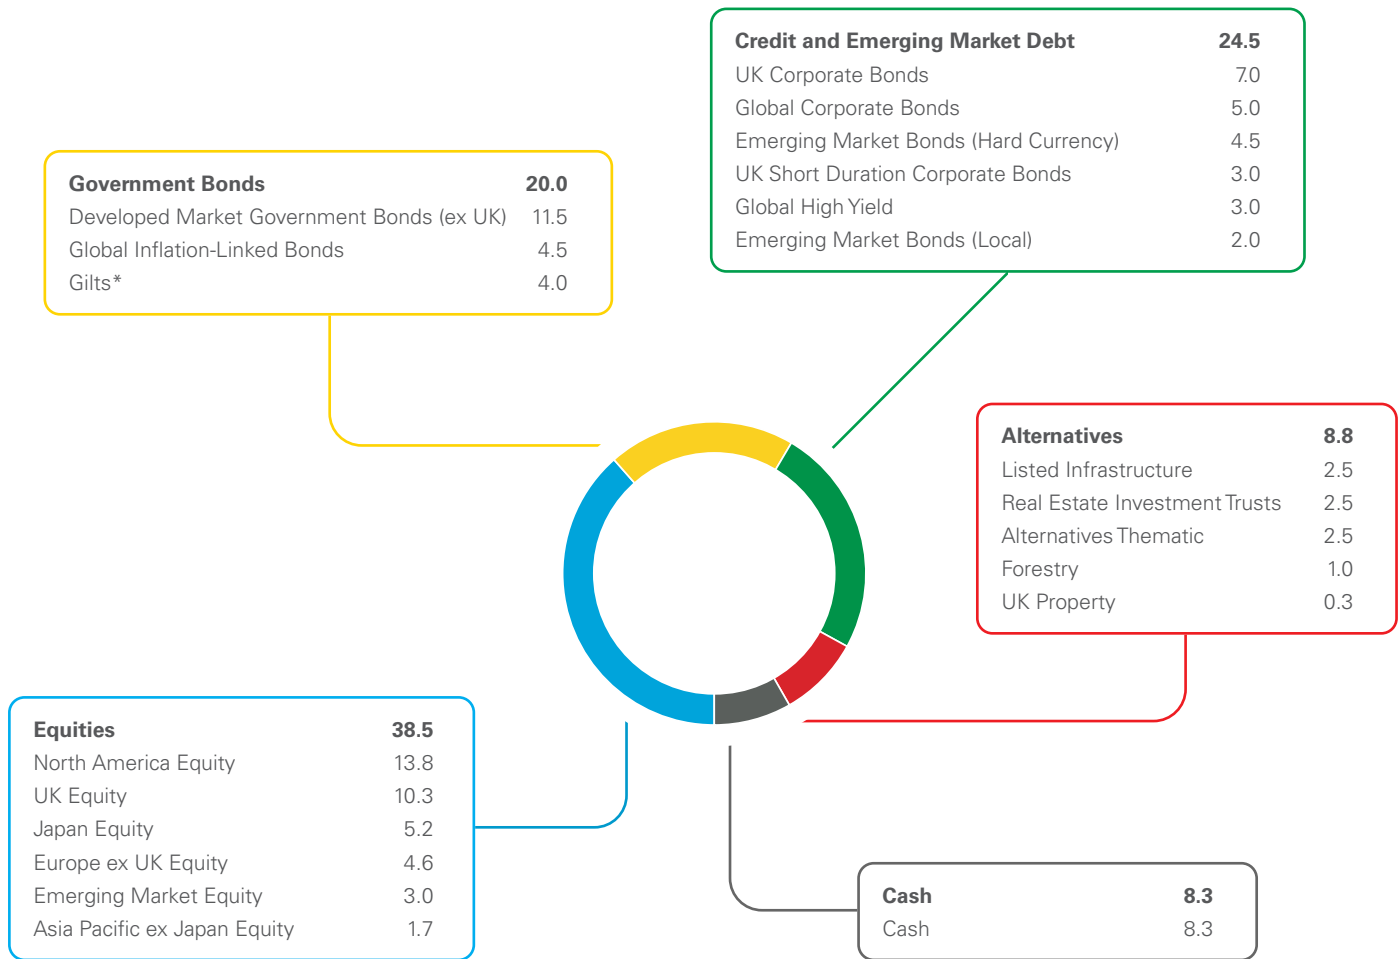 Credit and Emerging Market Debt 24.5
UK Corporate Bonds 7.0
Global Corporate Bonds 5.0
Emerging Market Bonds (Hard Currency) 4.5
UK Short Duration Corporate Bonds 3.0
Global High Yield 3.0
Emerging Market Bonds (Local) 2.0
Government Bonds 20.0
Developed Market Government Bonds (ex UK) 11.5
Global Inflation-Linked Bonds 4.5
Gilts* 4.0
Alternatives 8.8
Listed Infrastructure 2.5
Real Estate Investment Trusts 2.5
Alternatives Thematic 2.5
Forestry 1.0
UK Property 0.3
Equities 38.5
North America Equity 13.8
UK Equity 10.3
Japan Equity 5.2
Europe ex UK Equity 4.6
Emerging Market Equity 3.0
Asia Pacific ex Japan Equity 1.7
Cash 8.3
Cash 8.3